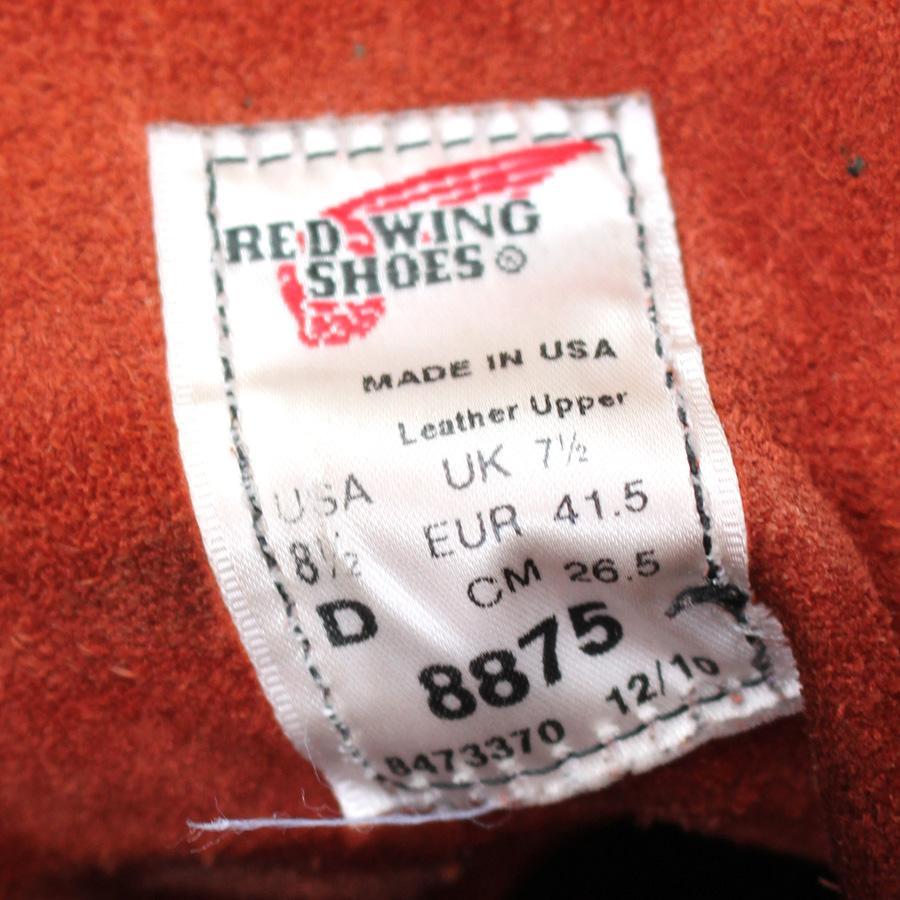 RED WING
SHOES ®
MADE IN USA
Leather Upper
USA UK 7½
8½ EUR 41.5
D CM 26.5
8875
8473370 12/10